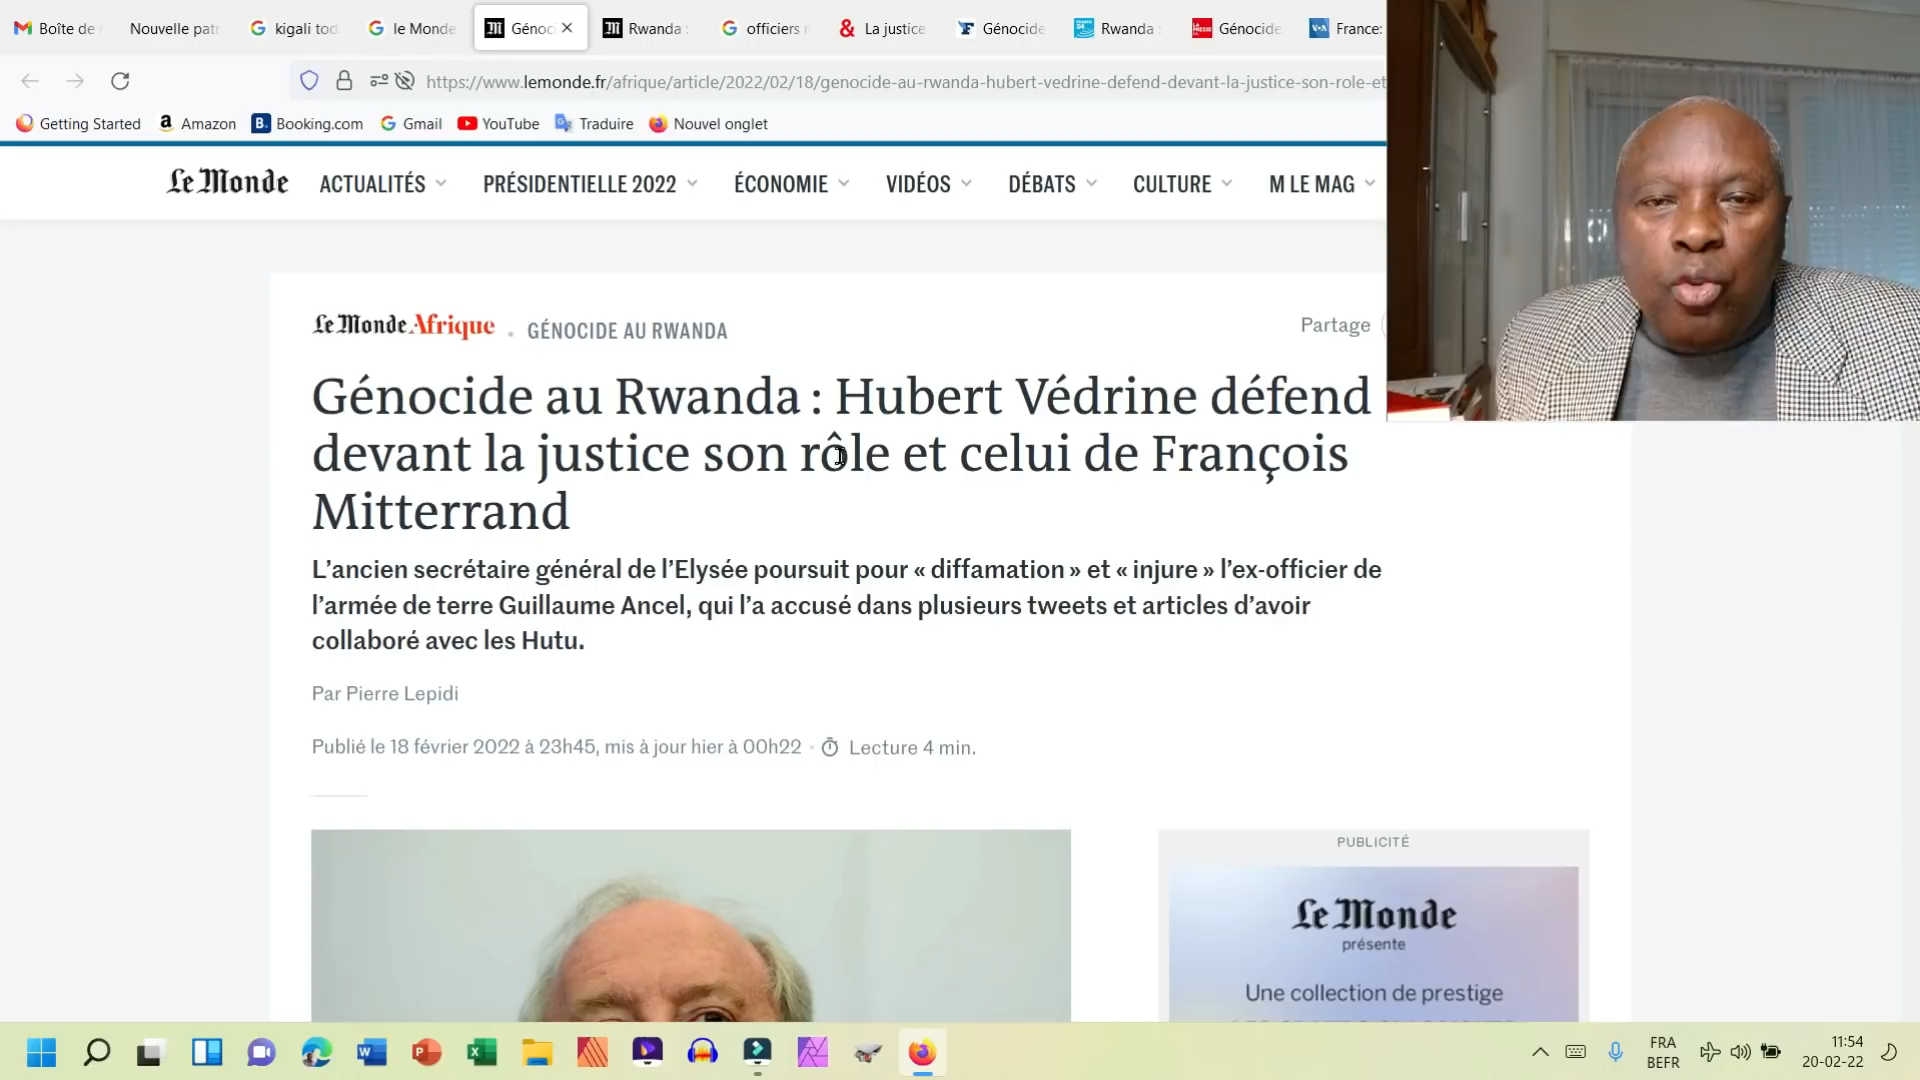 Boîte de
Nouvelle
kigali tod
le Monde
Génoc
Rwanda :
officiers
La justice
Génocide
Rwanda :
Génocide
France:
https://www.lemonde.fr/afrique/article/2022/02/18/genocide-au-rwanda-hubert-vedrine-defend-devant-la-justice-son-role-et
Getting Started
Amazon
Booking.com
Gmail
YouTube
Traduire
Nouvel onglet
Le Monde
ACTUALITÉS
PRÉSIDENTIELLE 2022
ÉCONOMIE
VIDÉOS
DÉBATS
CULTURE
M LE MAG
Le Monde Afrique
GÉNOCIDE AU RWANDA
Partage
Génocide au Rwanda : Hubert Védrine défend
devant la justice son rôle et celui de François
Mitterrand
L’ancien secrétaire général de l’Elysée poursuit pour « diffamation » et « injure » l’ex-officier de
l’armée de terre Guillaume Ancel, qui l’a accusé dans plusieurs tweets et articles d’avoir
collaboré avec les Hutu.
Par Pierre Lepidi
Publié le 18 février 2022 à 23h45, mis à jour hier à 00h22 · Lecture 4 min.
PUBLICITÉ
Le Monde
présente
Une collection de prestige
FRA
BEFR
11:54
20-02-22